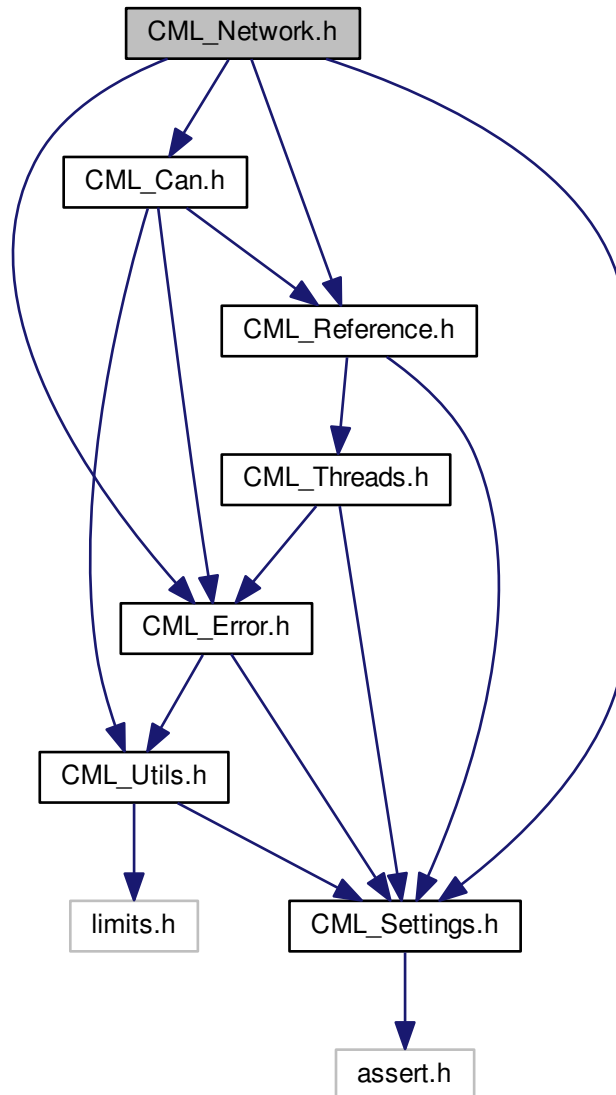 CML_Network.h
CML_Can.h
CML_Reference.h
CML_Threads.h
CML_Error.h
CML_Utils.h
limits.h
CML_Settings.h
assert.h